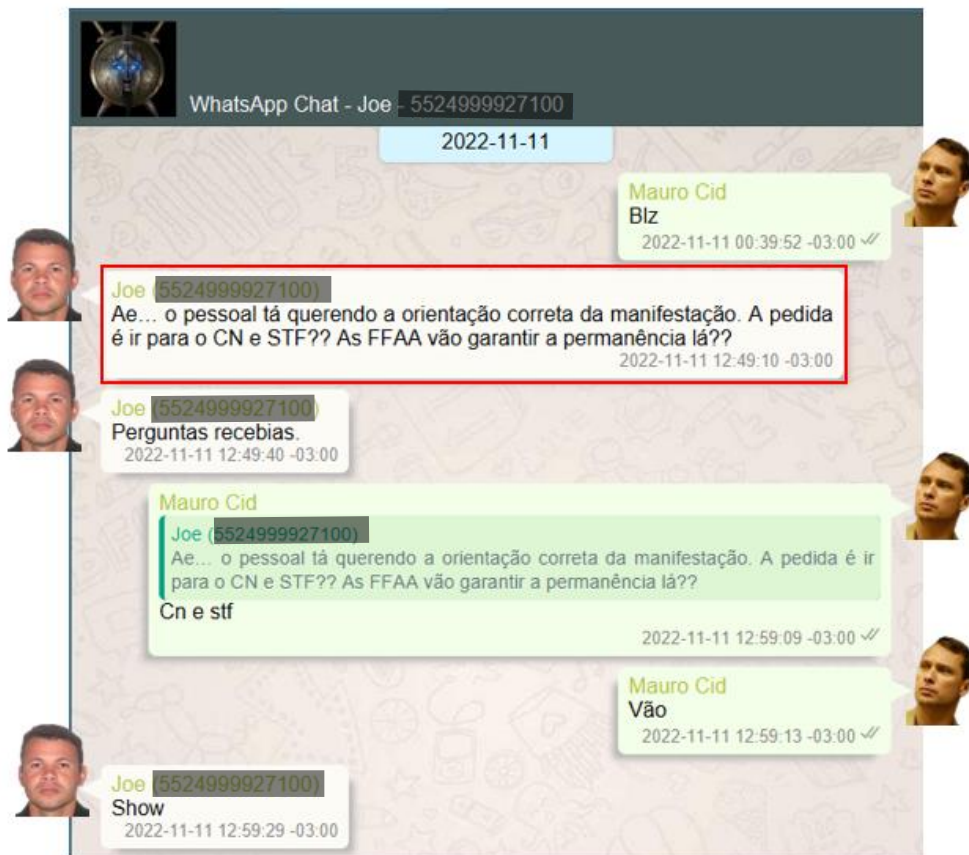 WhatsApp Chat - Joe -
2022-11-11
Mauro Cid
Blz
2022-11-11 00:39:52 -03:00
Joe
Ae... o pessoal tá querendo a orientação correta da manifestação. A pedida
é ir para o CN e STF?? As FFAA vão garantir a permanência lá??
2022-11-11 12:49:10 -03:00
Joe
Perguntas recebias.
2022-11-11 12:49:40 -03:00
Mauro Cid
Joe
Ae... o pessoal tá querendo a orientação correta da manifestação. A pedida é ir
para o CN e STF?? As FFAA vão garantir a permanência lá??
Cn e stf
2022-11-11 12:59:09 -03:00
Mauro Cid
Vão
2022-11-11 12:59:13 -03:00
Joe
Show
2022-11-11 12:59:29 -03:00